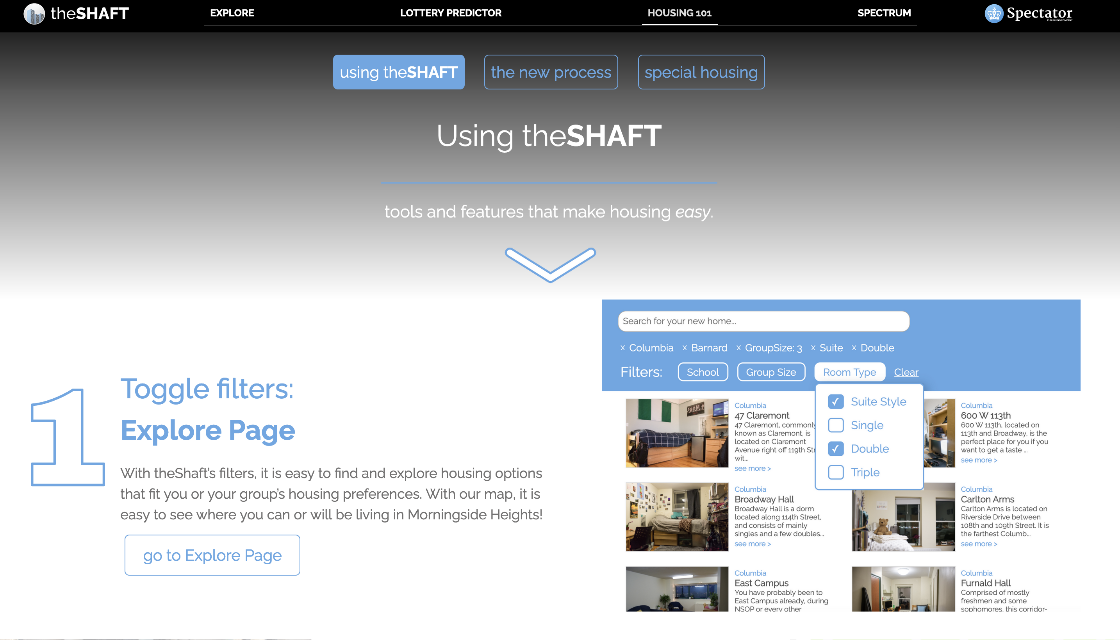 theSHAFT
EXPLORE
LOTTERY PREDICTOR
HOUSING 101
SPECTRUM
Spectator
using theSHAFT
the new process
special housing
Using theSHAFT
tools and features that make housing easy.
1
Toggle filters:
Explore Page
With theShaft's filters, it is easy to find and explore housing options
that fit you or your group's housing preferences. With our map, it is
easy to see where you can or will be living in Morningside Heights!
go to Explore Page
Search for your new home...
x Columbia x Barnard x GroupSize: 3 x Suite x Double
Filters: School Group Size Room Type Clear
Suite Style
Single
Double
Triple
Columbia
47 Claremont
47 Claremont, commonly
known as Claremont, is
located on Claremont
Avenue right off 119th
wit...
see more >
Columbia
600 W 113th
600 W 113th, located on
113th and Broadway, is the
perfect place for you if you
want to get a taste ...
see more >
Columbia
Broadway Hall
Broadway Hall is a dorm
located along 114th Street,
and consists of mainly
singles and a few doubles...
see more >
Columbia
Carlton Arms
Carlton Arms is located on
Riverside Drive between
108th and 109th Street. It is
the farthest Columb...
see more >
Columbia
East Campus
You have probably been to
East Campus already, during
NSOP or every other
Columbia
Furnald Hall
Comprised of mostly
freshmen and some
sophomores, this corridor-